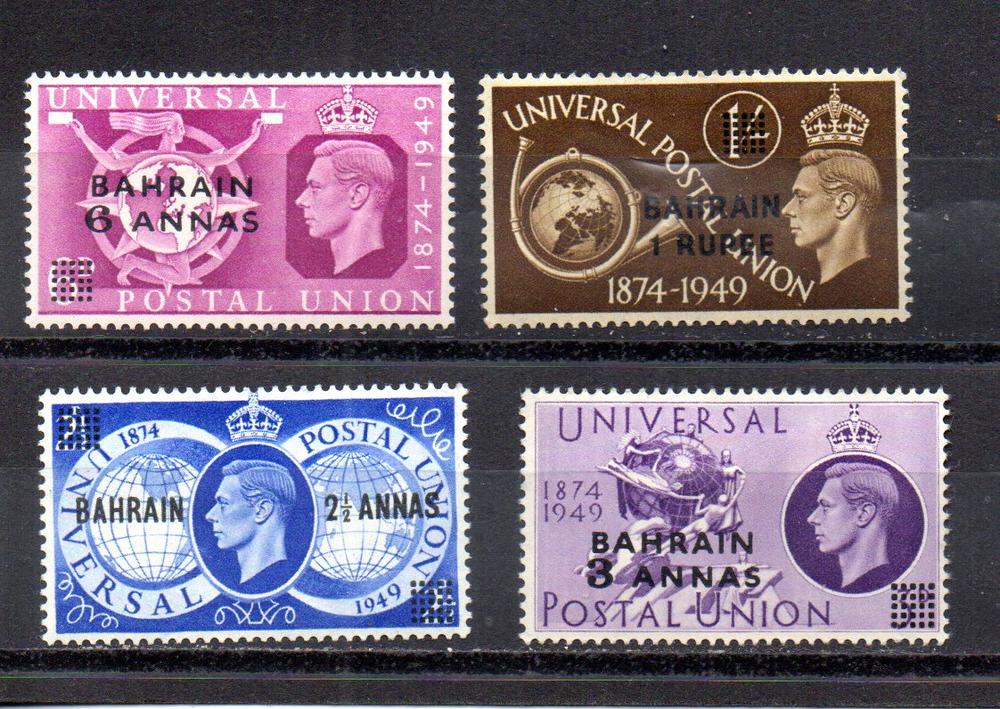 UNIVERSAL
BAHRAIN
6 ANNAS
POSTAL UNION
1874-1949
UNIVERSAL POSTAL UNION
1/-
BAHRAIN
1 RUPEE
1874-1949
1874
UNIVERSAL
POSTAL UNION
BAHRAIN
2½ ANNAS
1949
UNIVERSAL
1874
1949
BAHRAIN
3 ANNAS
POSTAL UNION